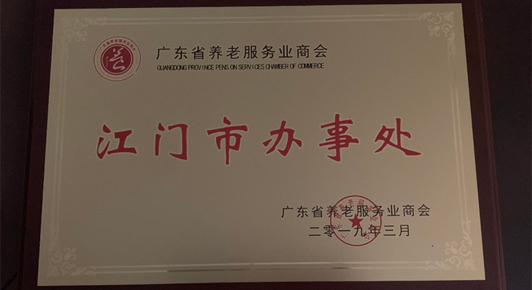 广东省养老服务业商会
GUANGDONG PROVINCE PENSION SERVICES CHAMBER OF COMMERCE
江门市办事处
广东省养老服务业商会
二零一九年三月